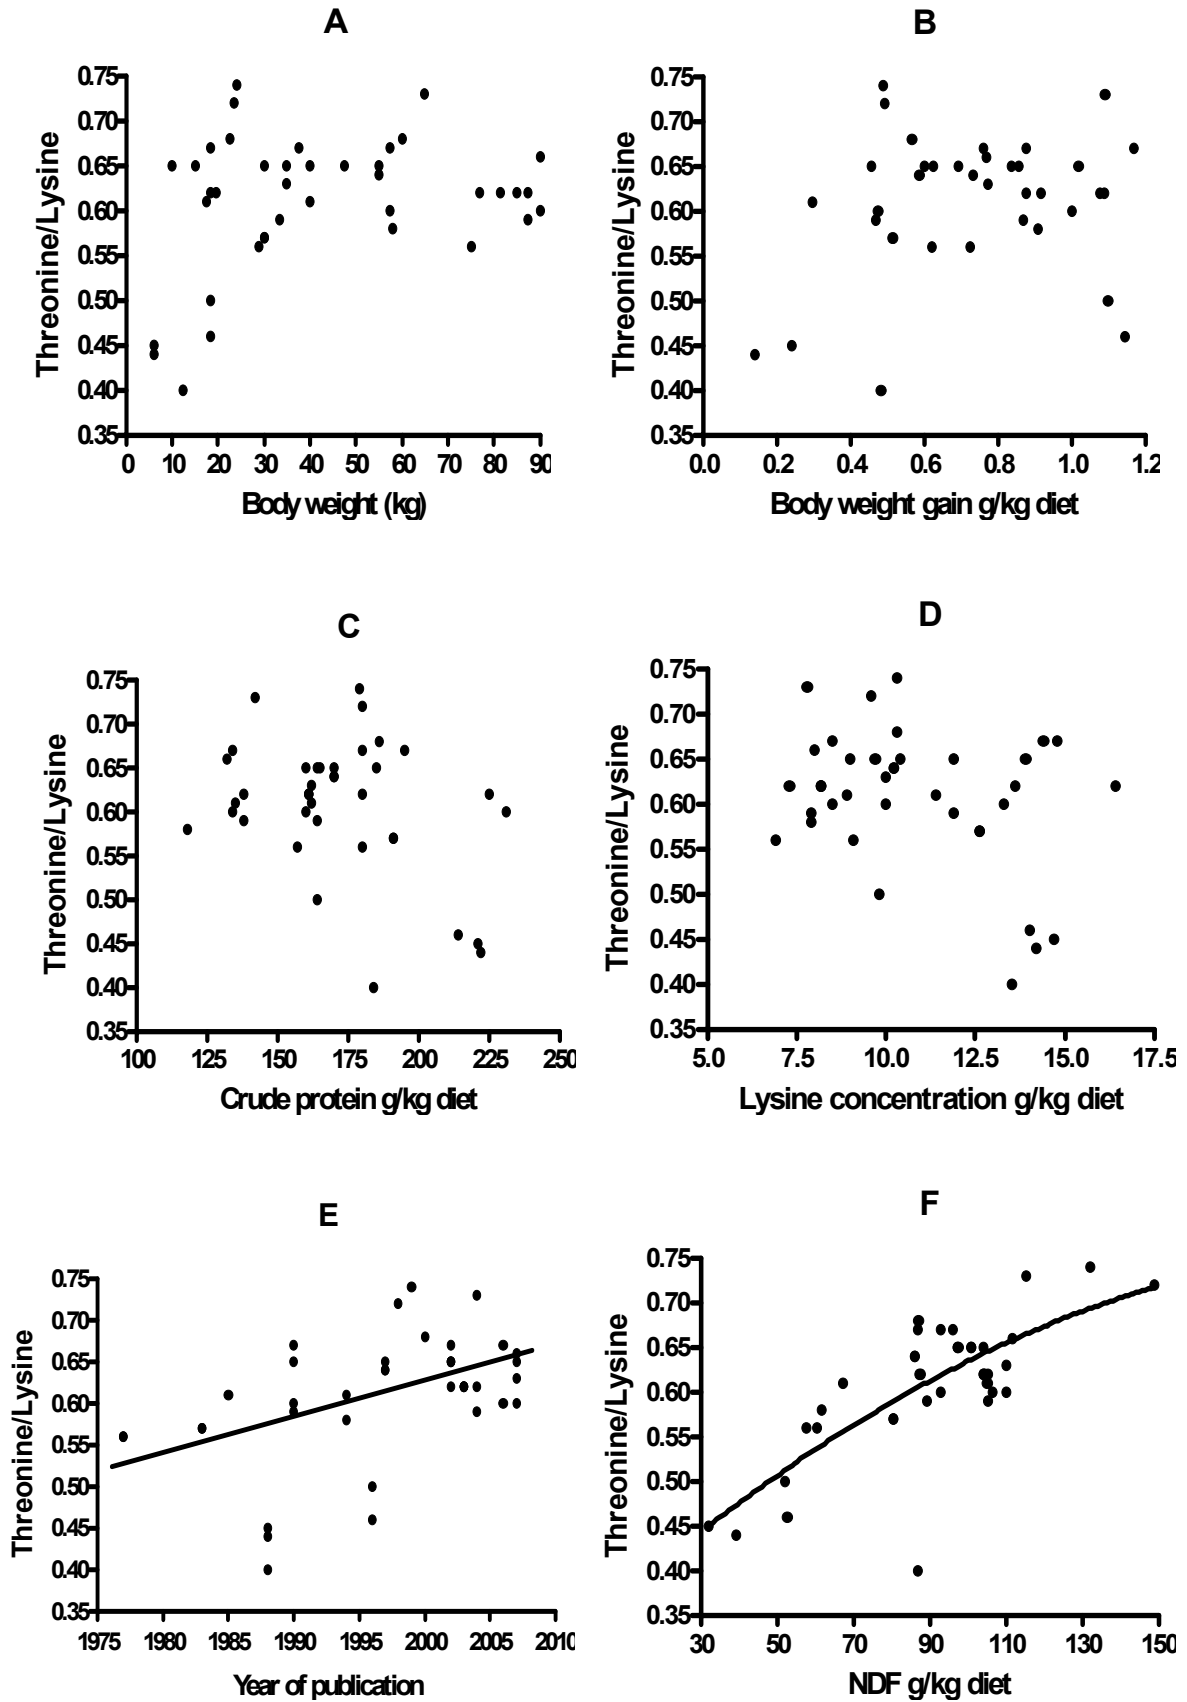 A
0.75
0.70
0.65
0.60
0.55
0.50
0.45
0.40
0.35
Threonine/Lysine
0 10 20 30 40 50 60 70 80 90
Body weight (kg)
B
0.75
0.70
0.65
0.60
0.55
0.50
0.45
0.40
0.35
Threonine/Lysine
0.0 0.2 0.4 0.6 0.8 1.0 1.2
Body weight gain g/kg diet
C
0.75
0.70
0.65
0.60
0.55
0.50
0.45
0.40
0.35
Threonine/Lysine
100 125 150 175 200 225 250
Crude protein g/kg diet
D
0.75
0.70
0.65
0.60
0.55
0.50
0.45
0.40
0.35
Threonine/Lysine
5.0 7.5 10.0 12.5 15.0 17.5
Lysine concentration g/kg diet
E
0.75
0.70
0.65
0.60
0.55
0.50
0.45
0.40
0.35
Threonine/Lysine
1975 1980 1985 1990 1995 2000 2005 2010
Year of publication
F
0.75
0.70
0.65
0.60
0.55
0.50
0.45
0.40
0.35
Threonine/Lysine
30 50 70 90 110 130 150
NDF g/kg diet